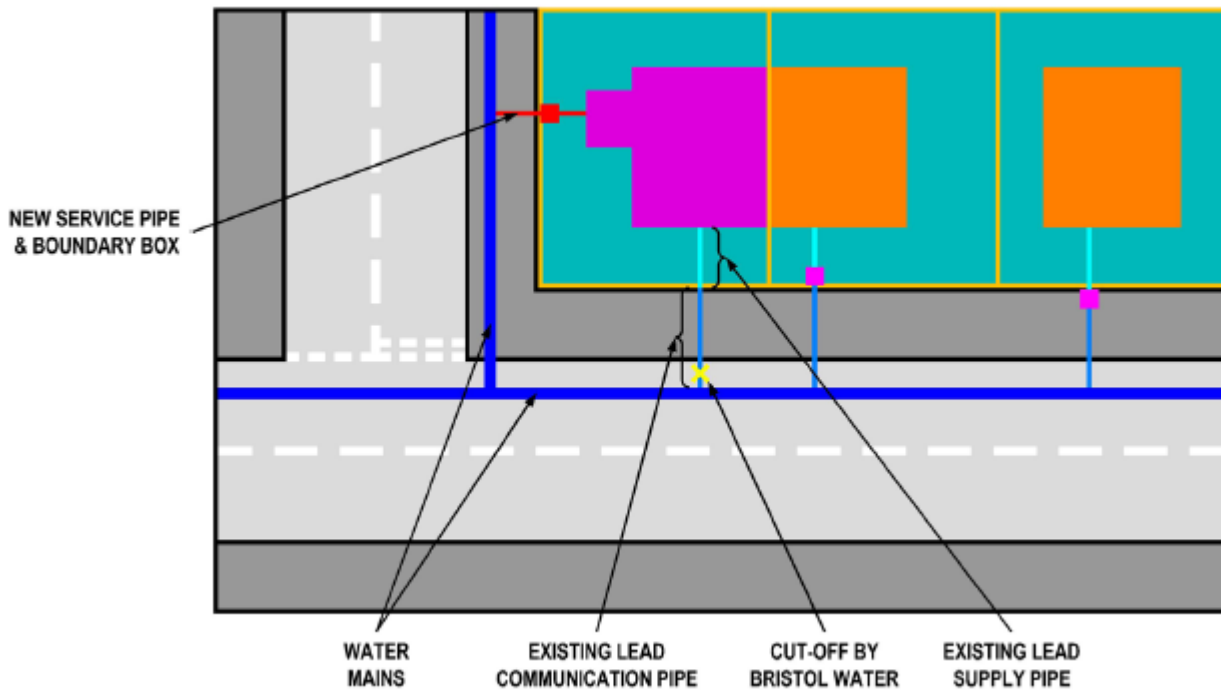 NEW SERVICE PIPE
& BOUNDARY BOX
WATER
MAINS
EXISTING LEAD
COMMUNICATION PIPE
CUT-OFF BY
BRISTOL WATER
EXISTING LEAD
SUPPLY PIPE